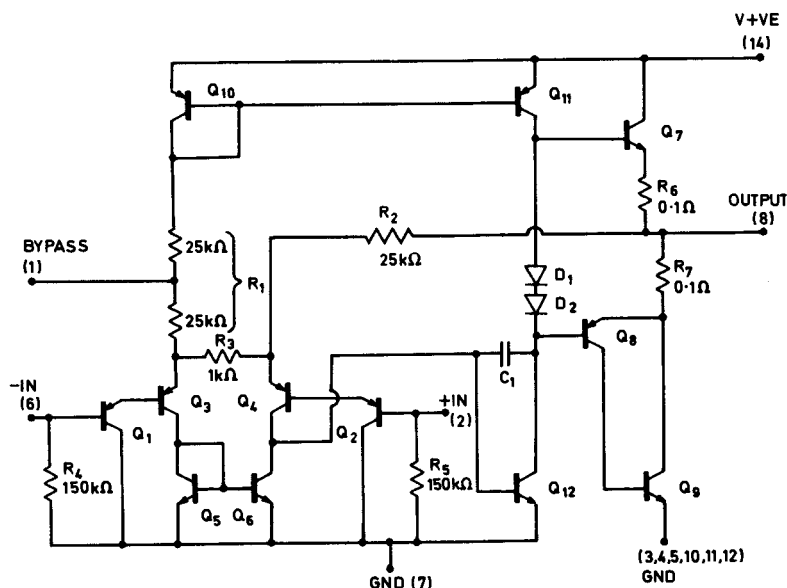 V+VE
(14)
Q10
Q11
Q7
R6
0·1Ω
OUTPUT
(8)
R2
25kΩ
25kΩ
R1
BYPASS
(1)
25kΩ
R3
1kΩ
D1
D2
R7
0·1Ω
Q8
C1
-IN
(6)
Q3
Q4
+IN
(2)
Q1
Q2
R4
150kΩ
R5
150kΩ
Q5
Q6
Q12
Q9
(3,4,5,10,11,12)
GND
GND (7)